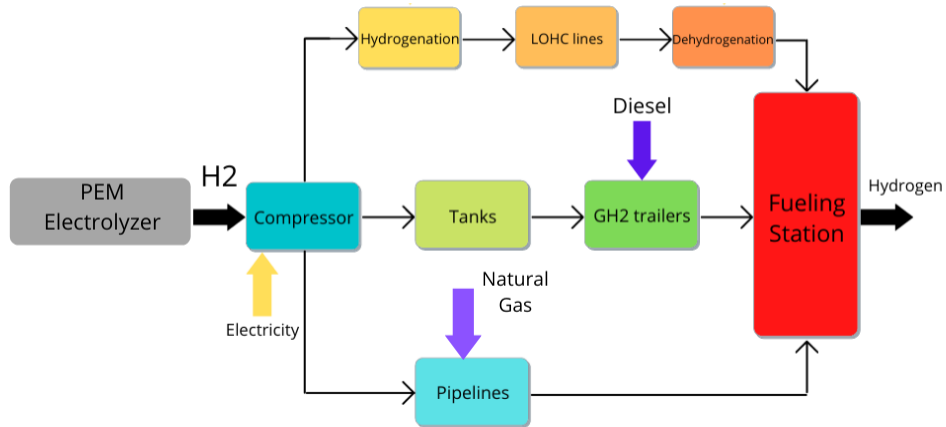 Hydrogenation
LOHC lines
Dehydrogenation
Diesel
PEM
Electrolyzer
H2
Compressor
Tanks
GH2 trailers
Fueling
Station
Hydrogen
Electricity
Natural
Gas
Pipelines